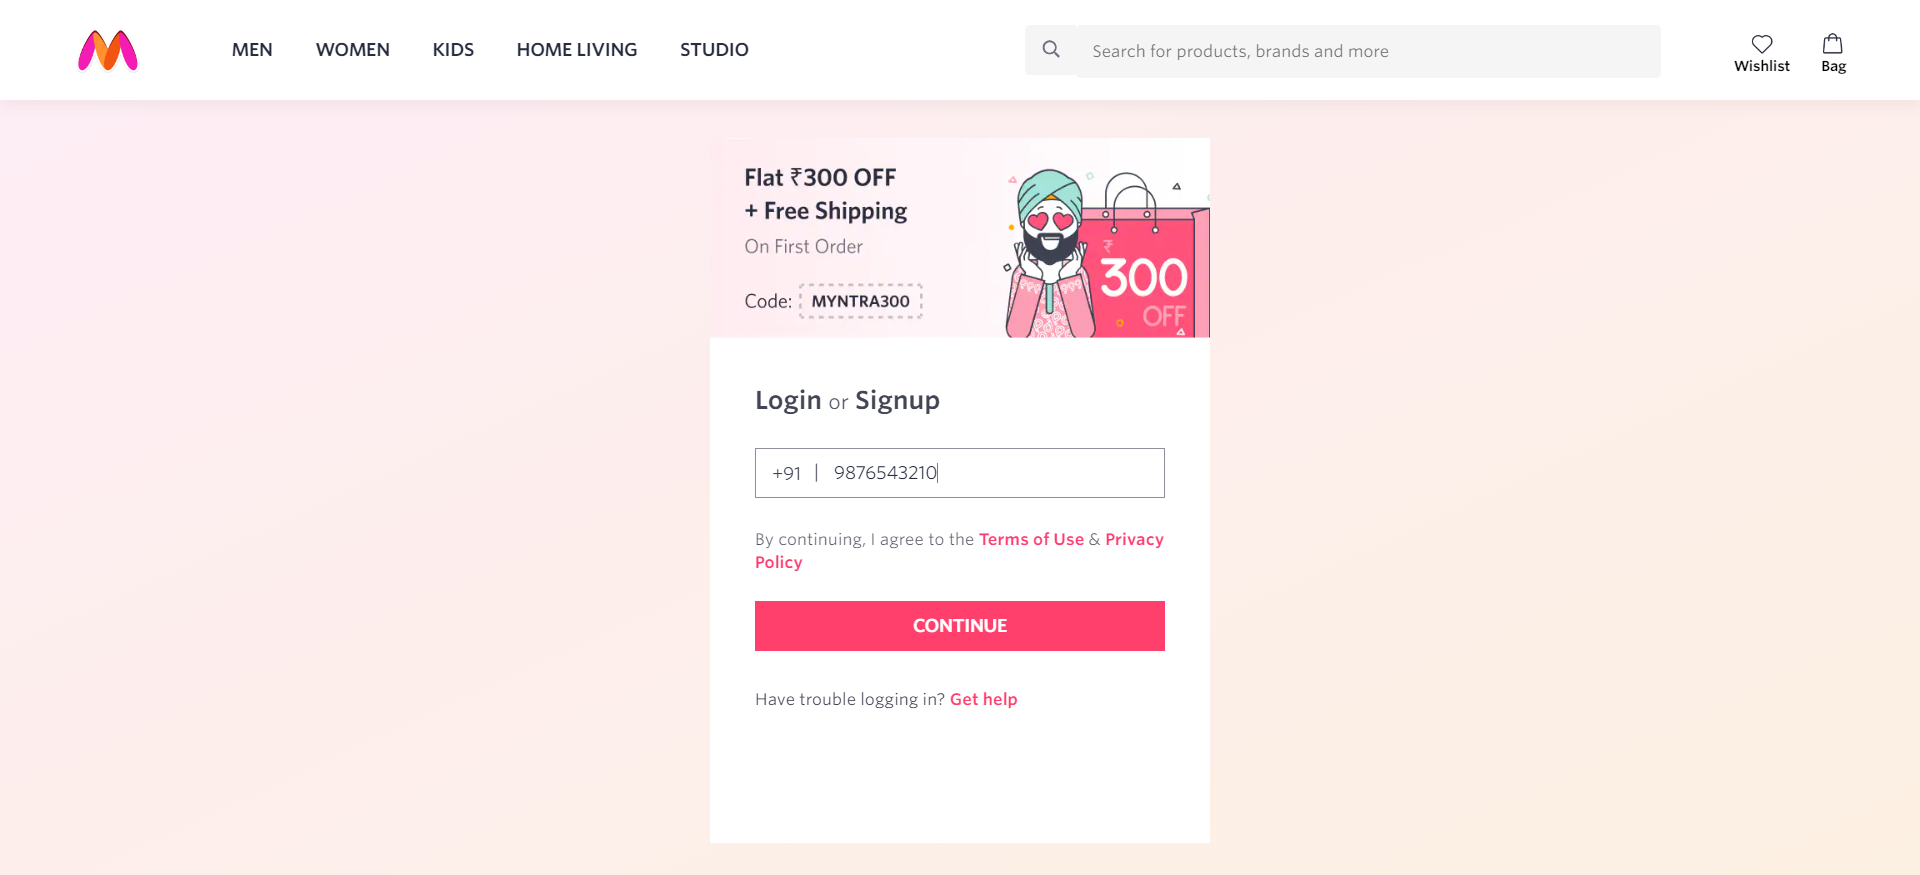 MEN WOMEN KIDS HOME LIVING STUDIO
Search for products, brands and more
Wishlist Bag
Flat ₹300 OFF
+ Free Shipping
On First Order
Code: MYNTRA300
₹
300
OFF
Login or Signup
+91 | 9876543210
By continuing, I agree to the Terms of Use & Privacy
Policy
CONTINUE
Have trouble logging in? Get help